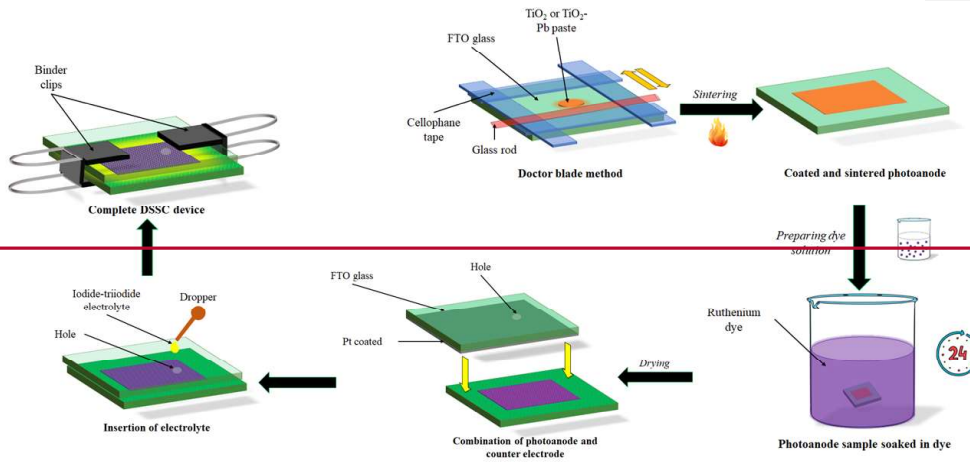 TiO2 or TiO2-
Pb paste
FTO glass
Cellophane
tape
Glass rod
Doctor blade method
Sintering
Coated and sintered photoanode
Preparing dye
solution
Ruthenium
dye
24
Photoanode sample soaked in dye
Drying
FTO glass
Hole
Pt coated
Combination of photoanode and
counter electrode
Iodide-triiodide
electrolyte
Dropper
Hole
Insertion of electrolyte
Binder
clips
Complete DSSC device